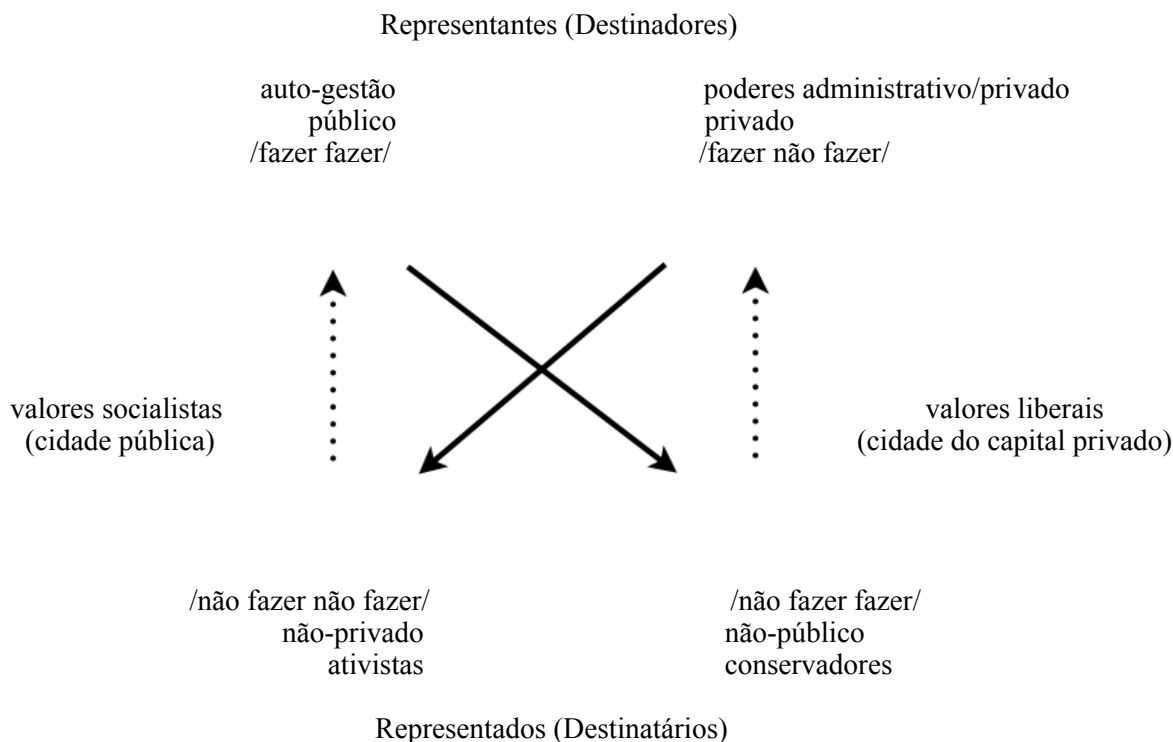 Representantes (Destinadores)
auto-gestão
público
/fazer fazer/
poderes administrativo/privado
privado
/fazer não fazer/
valores socialistas
(cidade pública)
valores liberais
(cidade do capital privado)
/não fazer não fazer/
não-privado
ativistas
/não fazer fazer/
não-público
conservadores
Representados (Destinatários)